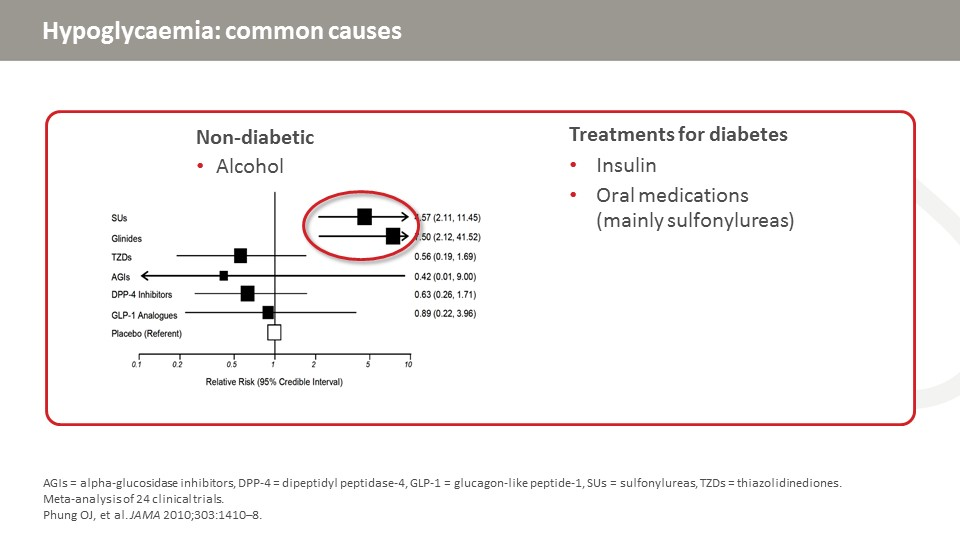 Hypoglycaemia: common causes
Non-diabetic
• Alcohol
Treatments for diabetes
• Insulin
• Oral medications
(mainly sulfonylureas)
SUs
.57 (2.11, 11.45)
Glinides
.50 (2.12, 41.52)
TZDs
0.56 (0.19, 1.69)
AGIs
0.42 (0.01, 9.00)
DPP-4 Inhibitors
0.63 (0.26, 1.71)
GLP-1 Analogues
0.89 (0.22, 3.96)
Placebo (Referent)
0.1 0.2 0.5 1 2 5 10
Relative Risk (95% Credible Interval)
AGIs = alpha-glucosidase inhibitors, DPP-4 = dipeptidyl peptidase-4, GLP-1 = glucagon-like peptide-1, SUs = sulfonylureas, TZDs = thiazolidinediones.
Meta-analysis of 24 clinical trials.
Phung OJ, et al. JAMA 2010;303:1410–8.